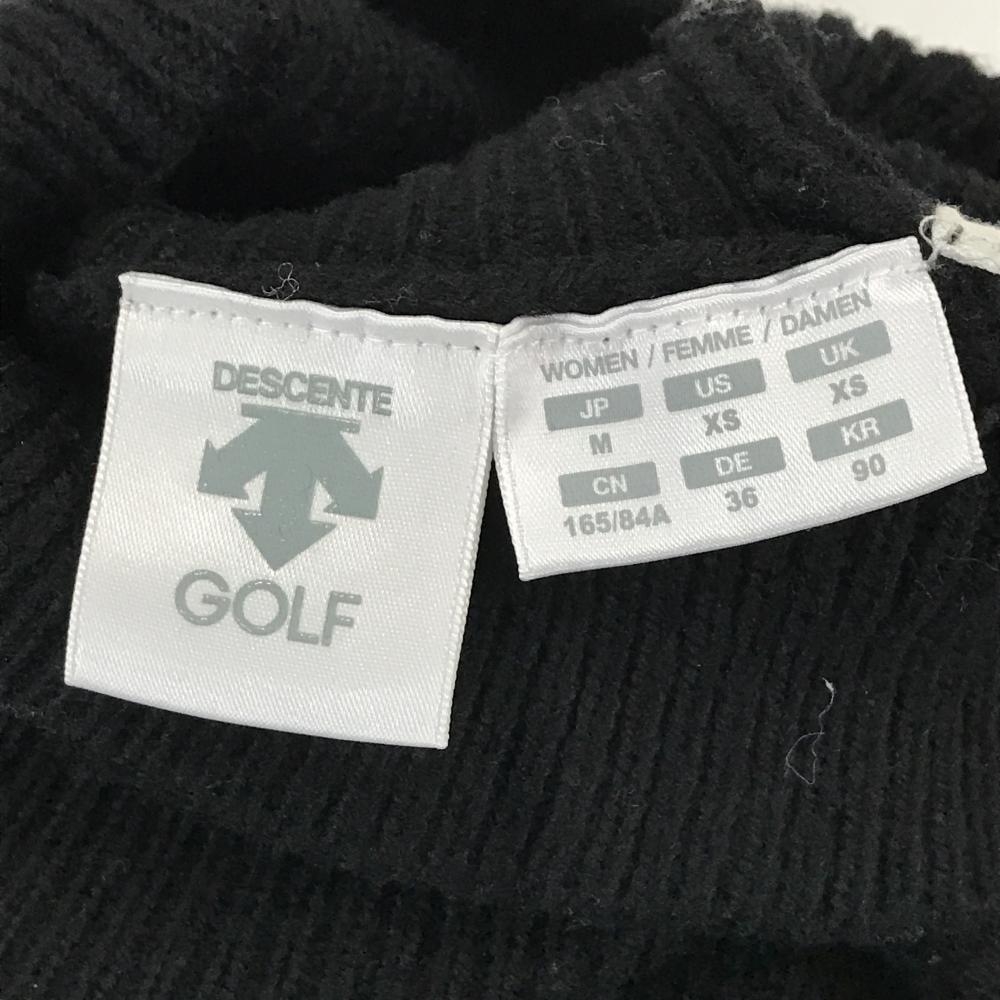 DESCENTE
GOLF
WOMEN / FEMME / DAMEN
JP US UK
M XS XS
CN DE KR
165/84A 36 90